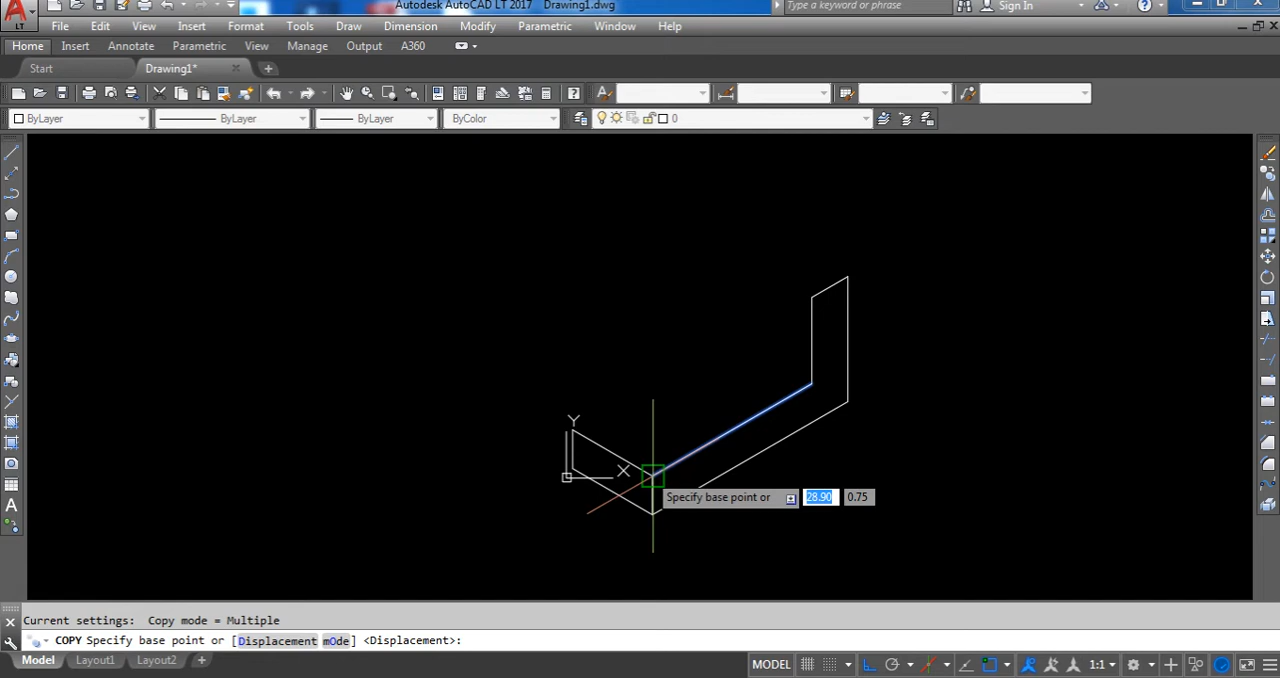 Autodesk AutoCAD LT 2017 Drawing1.dwg
Type a keyword or phrase
Sign In
LT
File Edit View Insert Format Tools Draw Dimension Modify Parametric Window Help
Home Insert Annotate Parametric View Manage Output A360
Start Drawing1*
ByLayer ByLayer ByLayer ByColor 0
Y
X
Specify base point or 28.90 0.75
A
Current settings: Copy mode = Multiple
COPY Specify base point or [Displacement mOde] <Displacement>:
Model Layout1 Layout2 + MODEL 1:1